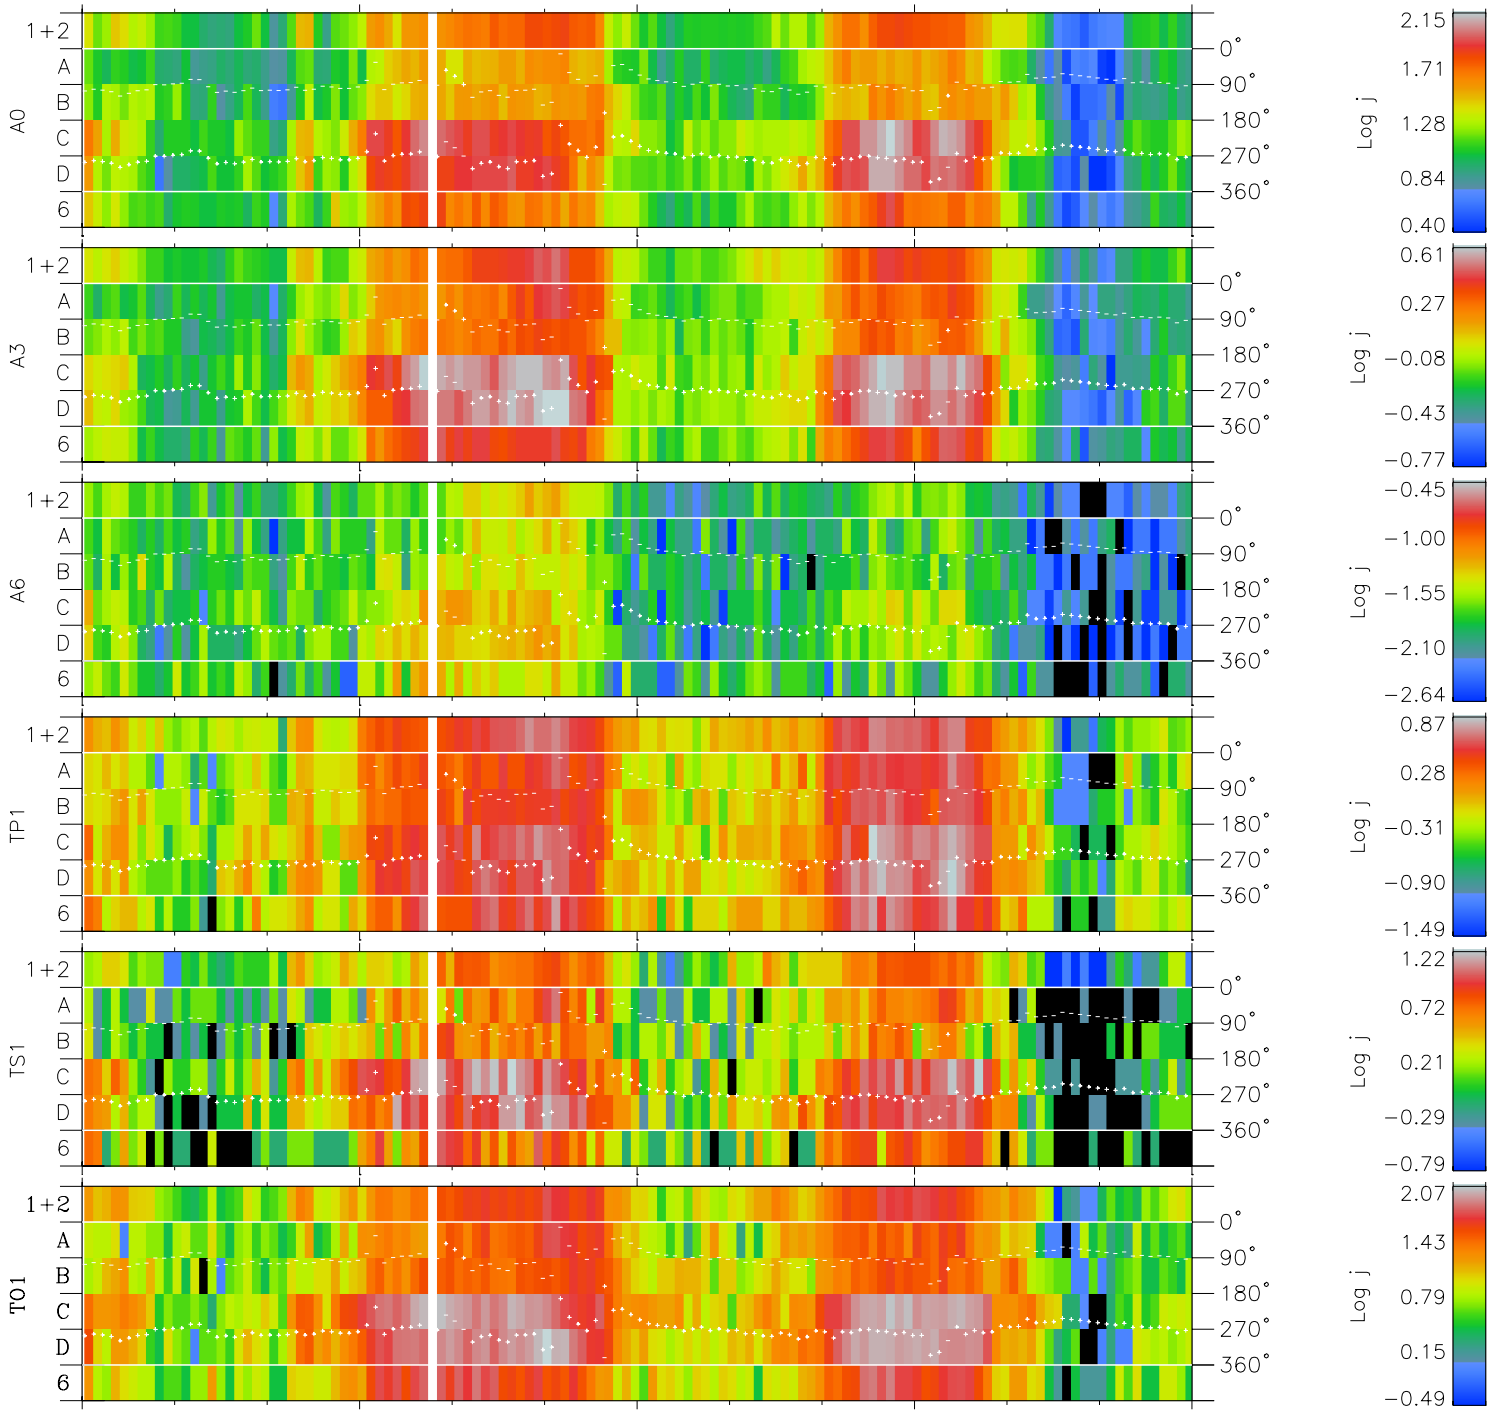 A0
1+2
A
B
C
D
6
0°
90°
180°
270°
360°
Log j
2.15
1.71
1.28
0.84
0.40
A3
1+2
A
B
C
D
6
0°
90°
180°
270°
360°
Log j
0.61
0.27
-0.08
-0.43
-0.77
A6
1+2
A
B
C
D
6
0°
90°
180°
270°
360°
Log j
-0.45
-1.00
-1.55
-2.10
-2.64
TP1
1+2
A
B
C
D
6
0°
90°
180°
270°
360°
Log j
0.87
0.28
-0.31
-0.90
-1.49
TS1
1+2
A
B
C
D
6
0°
90°
180°
270°
360°
Log j
1.22
0.72
0.21
-0.29
-0.79
TO1
1+2
A
B
C
D
6
0°
90°
180°
270°
360°
Log j
2.07
1.43
0.79
0.15
-0.49